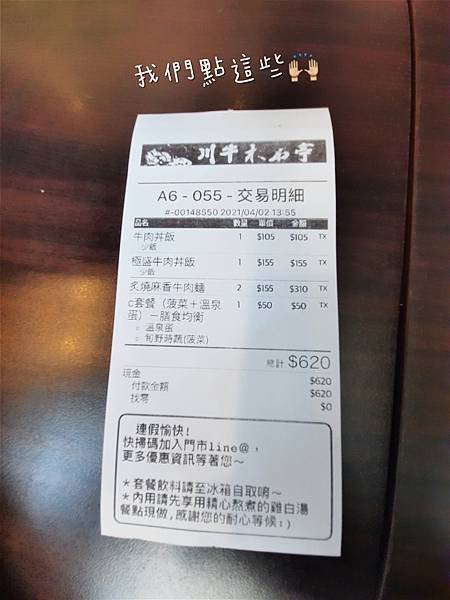 我們點這些🙌🏼
川牛木石亭
A6 - 055 - 交易明細
#-00148550 2021/04/02 13:55
品名 數量 單價 金額
牛肉丼飯 1 $105 $105 TX
少飯
極盛牛肉丼飯 1 $155 $155 TX
少飯
炙燒麻香牛肉麵 2 $155 $310 TX
c套餐（菠菜＋溫泉 1 $50 $50 TX
蛋）－膳食均衡
○ 溫泉蛋
○ 旬野時蔬(菠菜)
總計 $620
現金 $620
付款金額 $620
找零 $0
連假愉快!
快掃碼加入門市line@，
更多優惠資訊等著您～
＊套餐飲料請至冰箱自取唷～
＊內用請先享用精心熬煮的雞白湯
餐點現做,感謝您的耐心等候:)